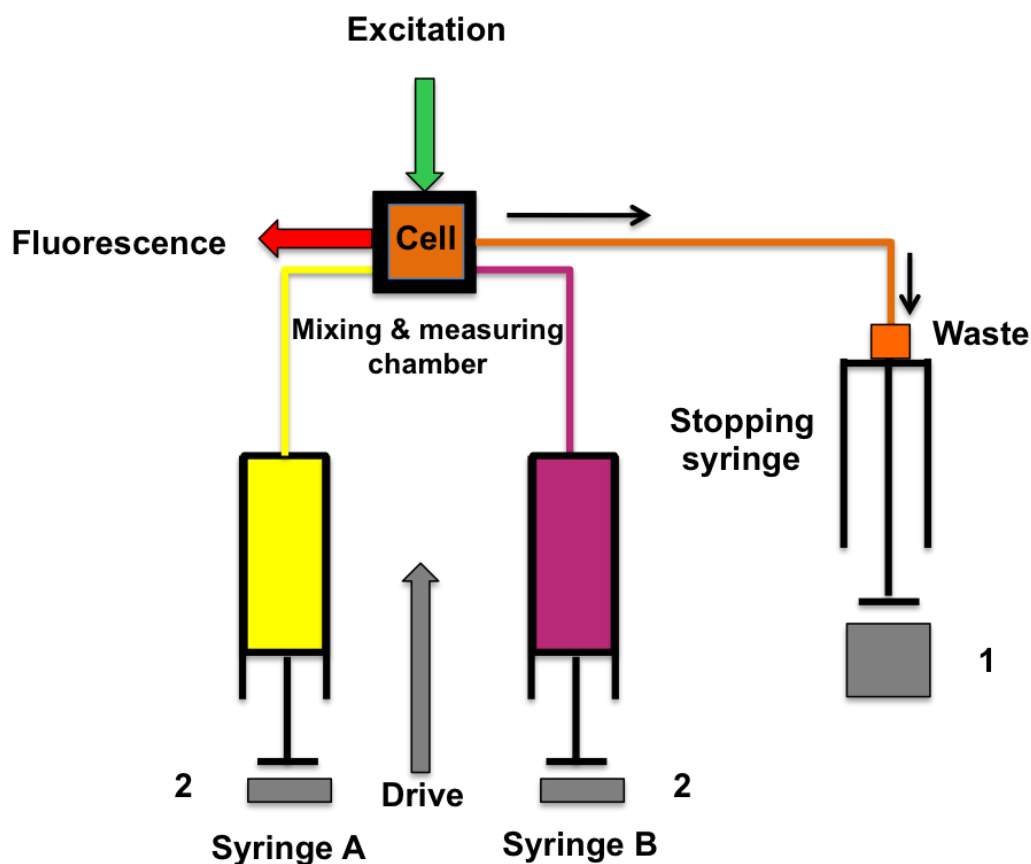 Excitation
Fluorescence
Cell
Mixing & measuring
chamber
Waste
Stopping
syringe
1
2
Drive
2
Syringe A
Syringe B